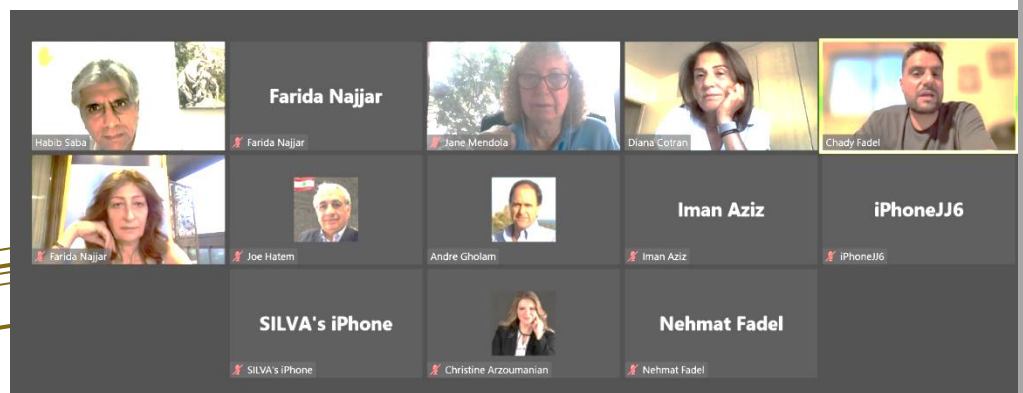 Habib Saba
Farida Najjar
Farida Najjar
Jane Mendola
Diana Cotran
Chady Fadel
Farida Najjar
Joe Hatem
Andre Gholam
Iman Aziz
Iman Aziz
iPhoneJJ6
iPhoneJJ6
SILVA's iPhone
SILVA's iPhone
Christine Arzoumanian
Nehmat Fadel
Nehmat Fadel